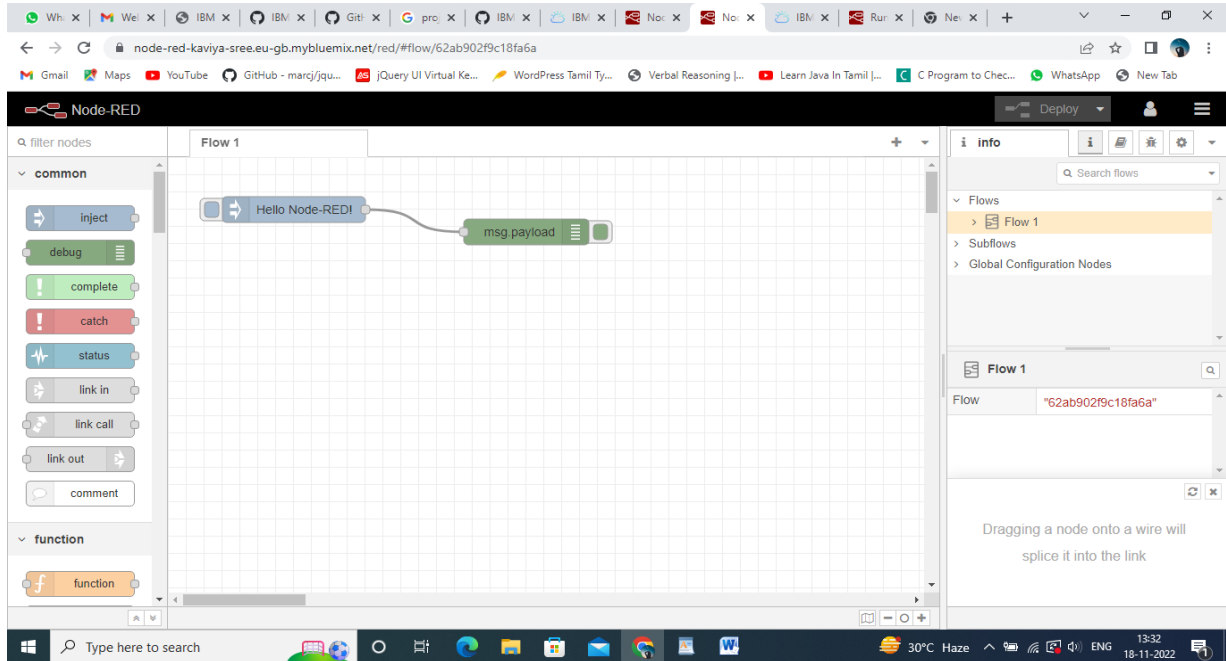 Wh
Wel
IBM
IBM
Gitl
proj
IBM
IBM
Noc
Noc
IBM
Rur
Nev
node-red-kaviya-sree.eu-gb.mybluemix.net/red/#flow/62ab902f9c18fa6a
Gmail
Maps
YouTube
GitHub - marcj/jqu...
jQuery UI Virtual Ke...
WordPress Tamil Ty...
Verbal Reasoning |...
Learn Java In Tamil |...
C Program to Chec...
WhatsApp
New Tab
Node-RED
Deploy
filter nodes
Flow 1
i info
Search flows
common
inject
debug
complete
catch
status
link in
link call
link out
comment
function
function
Hello Node-RED!
msg.payload
Flows
Flow 1
Subflows
Global Configuration Nodes
Flow 1
Flow "62ab902f9c18fa6a"
Dragging a node onto a wire will
splice it into the link
Type here to search
30°C Haze
ENG
13:32
18-11-2022